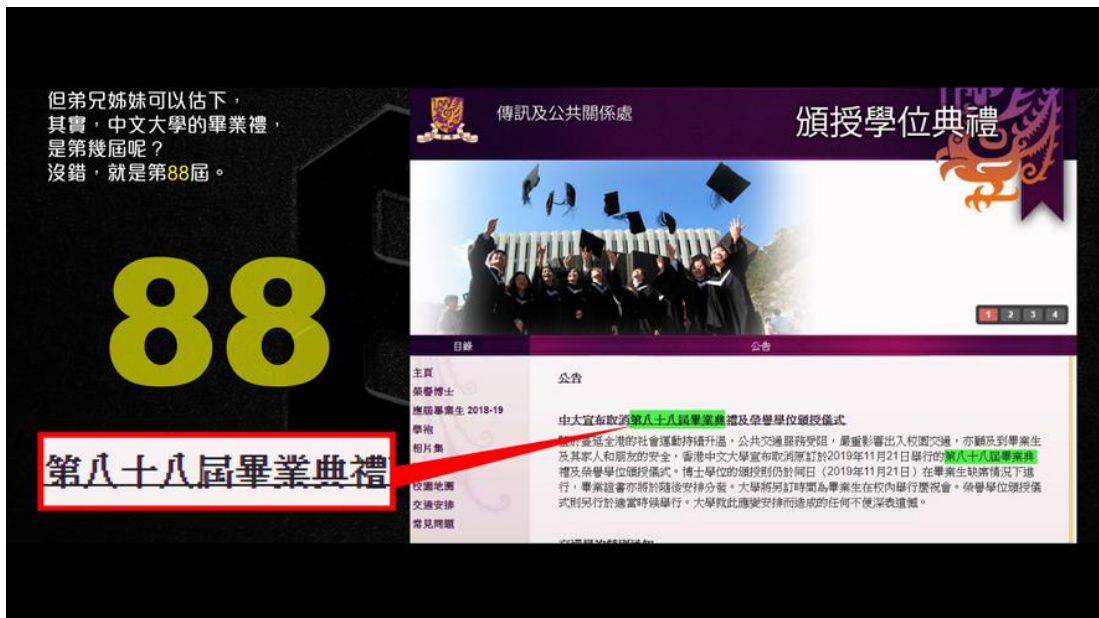 但弟兄姊妹可以估下，
其實，中文大學的畢業禮，
是第幾屆呢？
沒錯，就是第88屆。
88
第八十八屆畢業典禮
傳訊及公共關係處
頒授學位典禮
1 2 3 4
目錄
公告
主頁
榮譽博士
應屆畢業生 2018-19
學袍
相片集
校園地圖
交通安排
常見問題
公告
中大宣布取消第八十八屆畢業典禮及榮譽學位頒授儀式
於蔓延全港的社會運動持續升溫，公共交通服務受阻，嚴重影響出入校園交通，亦顧及到畢業生
及其家人和朋友的安全，香港中文大學宣布取消原訂於2019年11月21日舉行的第八十八屆畢業典
禮及榮譽學位頒授儀式。博士學位的頒授則仍於同日（2019年11月21日）在畢業生缺席情況下進
行，畢業證書亦將於隨後安排分發。大學將另訂時間為畢業生在校內舉行慶祝會。榮譽學位頒授儀
式則另行於適當時候舉行。大學就此應變安排而造成的任何不便深表遺憾。